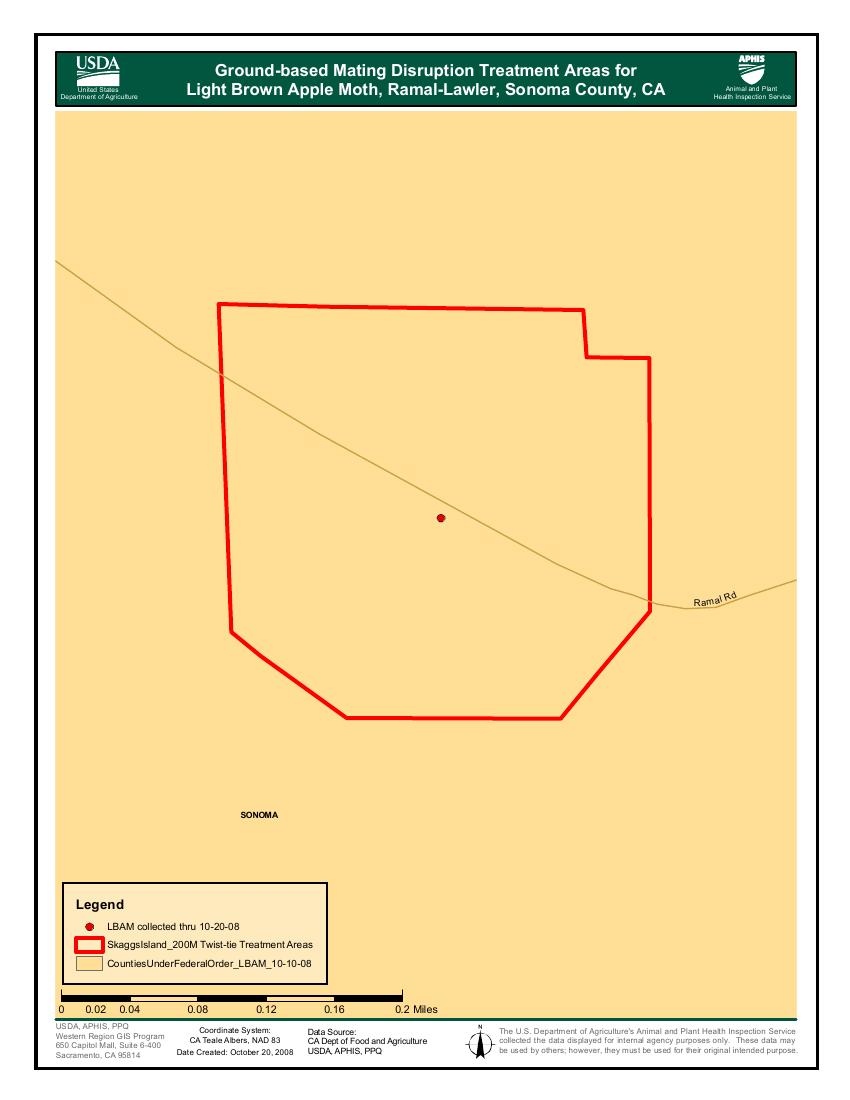 USDA
United States
Department of Agriculture
Ground-based Mating Disruption Treatment Areas for
Light Brown Apple Moth, Ramal-Lawler, Sonoma County, CA
APHIS
Animal and Plant
Health Inspection Service
Ramal Rd
SONOMA
Legend
LBAM collected thru 10-20-08
SkaggsIsland_200M Twist-tie Treatment Areas
CountiesUnderFederalOrder_LBAM_10-10-08
0 0.02 0.04 0.08 0.12 0.16 0.2 Miles
USDA, APHIS, PPQ
Western Region GIS Program
650 Capitol Mall, Suite 6-400
Sacramento, CA 95814
Coordinate System:
CA Teale Albers, NAD 83
Date Created: October 20, 2008
Data Source:
CA Dept of Food and Agriculture
USDA, APHIS, PPQ
N
The U.S. Department of Agriculture's Animal and Plant Health Inspection Service
collected the data displayed for internal agency purposes only. These data may
be used by others; however, they must be used for their original intended purpose.